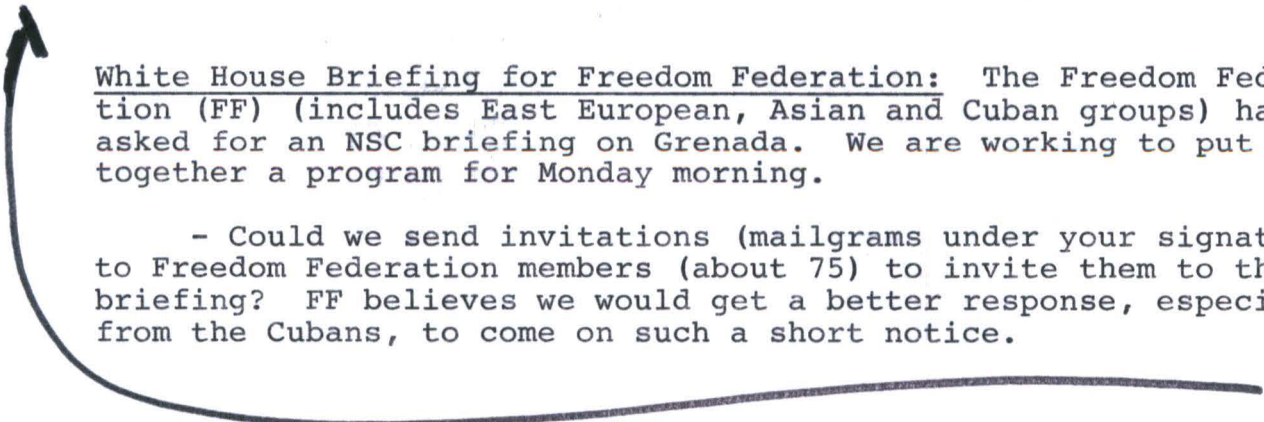 White House Briefing for Freedom Federation: The Freedom Fed
tion (FF) (includes East European, Asian and Cuban groups) ha
asked for an NSC briefing on Grenada. We are working to put
together a program for Monday morning.
- Could we send invitations (mailgrams under your signat
to Freedom Federation members (about 75) to invite them to th
briefing? FF believes we would get a better response, especi
from the Cubans, to come on such a short notice.